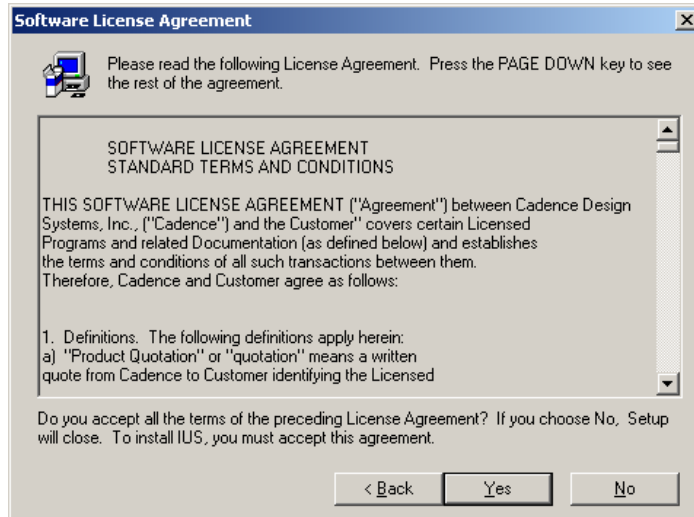 Software License Agreement
Please read the following License Agreement. Press the PAGE DOWN key to see
the rest of the agreement.
SOFTWARE LICENSE AGREEMENT
STANDARD TERMS AND CONDITIONS
THIS SOFTWARE LICENSE AGREEMENT ("Agreement") between Cadence Design
Systems, Inc., ("Cadence") and the Customer" covers certain Licensed
Programs and related Documentation (as defined below) and establishes
the terms and conditions of all such transactions between them.
Therefore, Cadence and Customer agree as follows:
1. Definitions. The following definitions apply herein:
a) "Product Quotation" or "quotation" means a written
quote from Cadence to Customer identifying the Licensed
Do you accept all the terms of the preceding License Agreement? If you choose No, Setup
will close. To install IUS, you must accept this agreement.
< Back Yes No